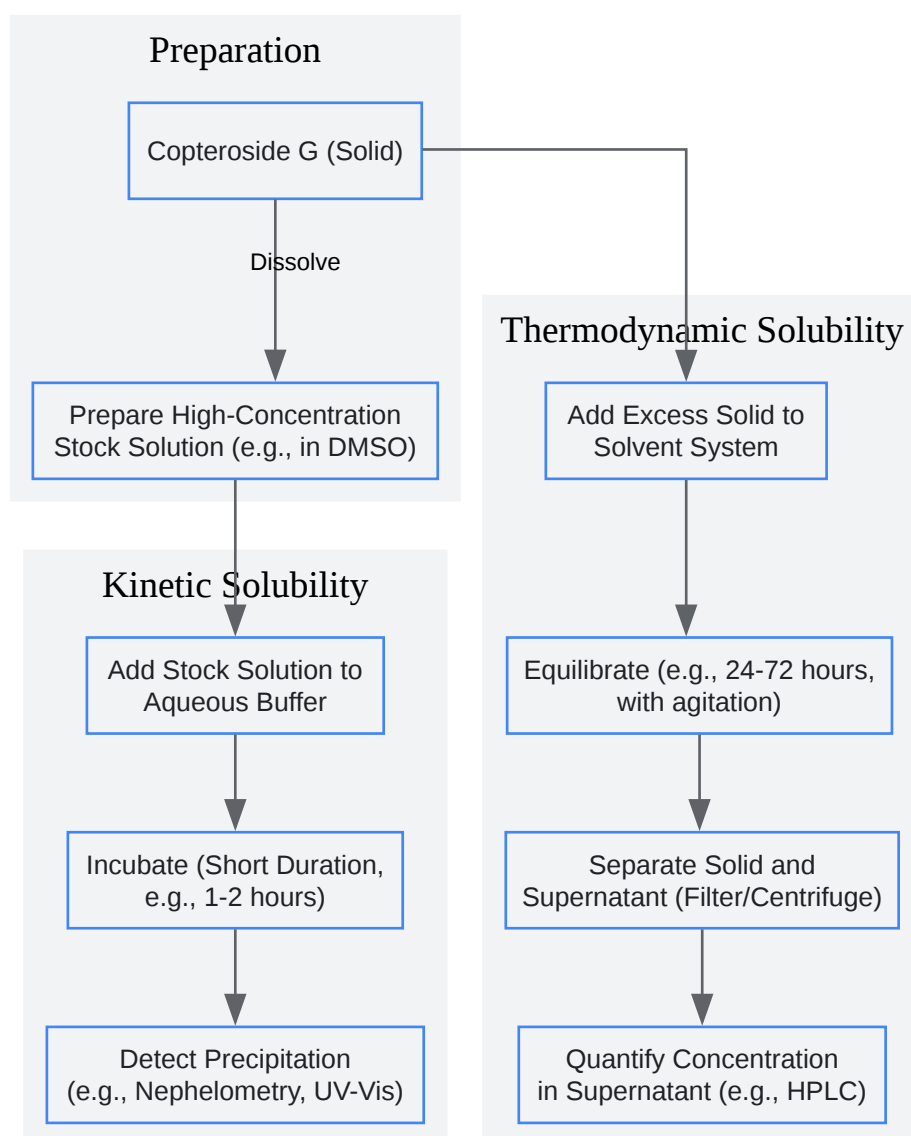 Preparation
Copteroside G (Solid)
Dissolve
Prepare High-Concentration
Stock Solution (e.g., in DMSO)
Kinetic Solubility
Add Stock Solution to
Aqueous Buffer
Incubate (Short Duration,
e.g., 1-2 hours)
Detect Precipitation
(e.g., Nephelometry, UV-Vis)
Thermodynamic Solubility
Add Excess Solid to
Solvent System
Equilibrate (e.g., 24-72 hours,
with agitation)
Separate Solid and
Supernatant (Filter/Centrifuge)
Quantify Concentration
in Supernatant (e.g., HPLC)